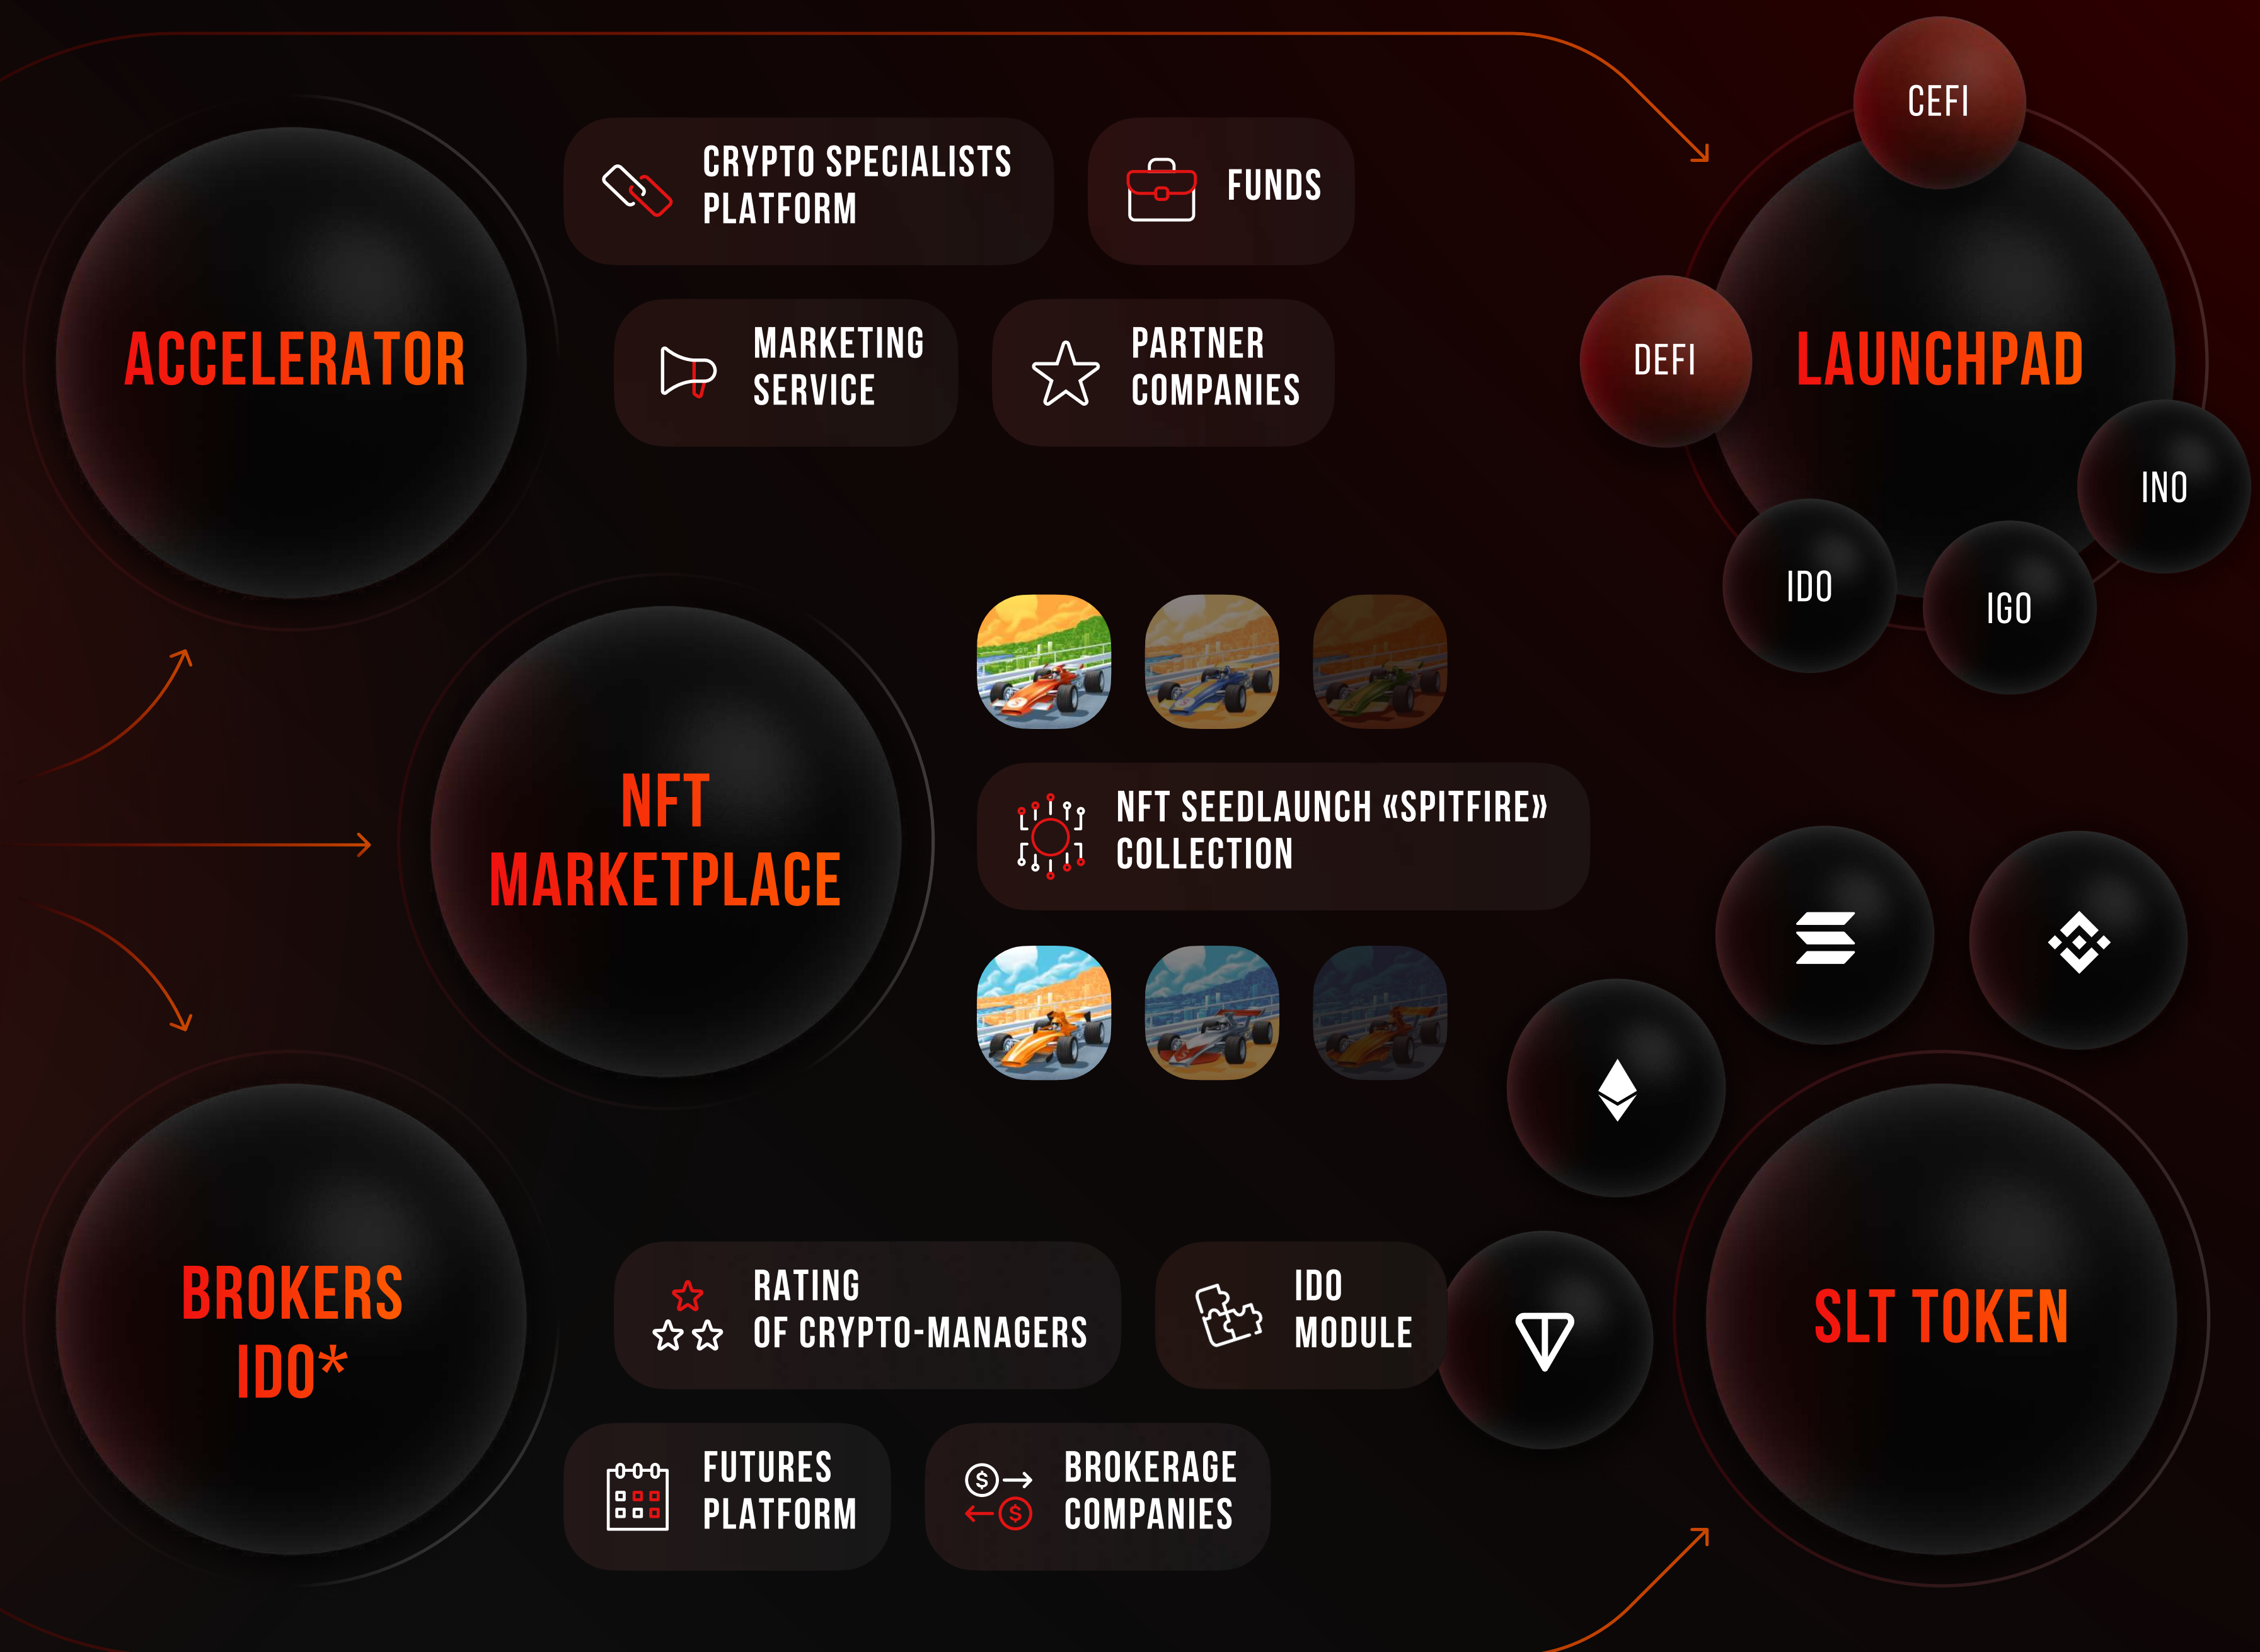 ACCELERATOR
CRYPTO SPECIALISTS
PLATFORM
FUNDS
MARKETING
SERVICE
PARTNER
COMPANIES
CEFI
DEFI
LAUNCHPAD
INO
IDO
IGO
NFT
MARKETPLACE
NFT SEEDLAUNCH «SPITFIRE»
COLLECTION
BROKERS
IDO*
RATING
OF CRYPTO-MANAGERS
IDO
MODULE
FUTURES
PLATFORM
BROKERAGE
COMPANIES
SLT TOKEN